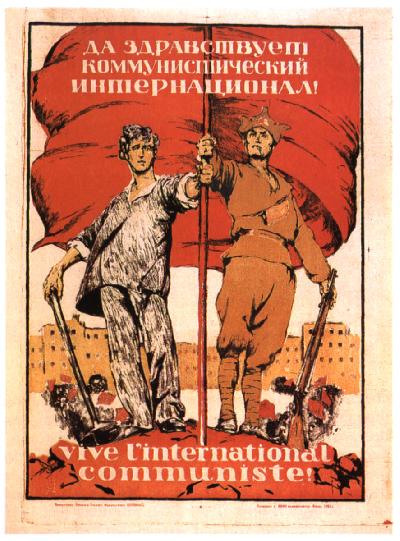 ДА ЗДРАВСТВУЕТ
КОММУНИСТИЧЕСКИЙ
ИНТЕРНАЦИОНАЛ!
VIVE L'INTERNATIONAL
COMMUNISTE!